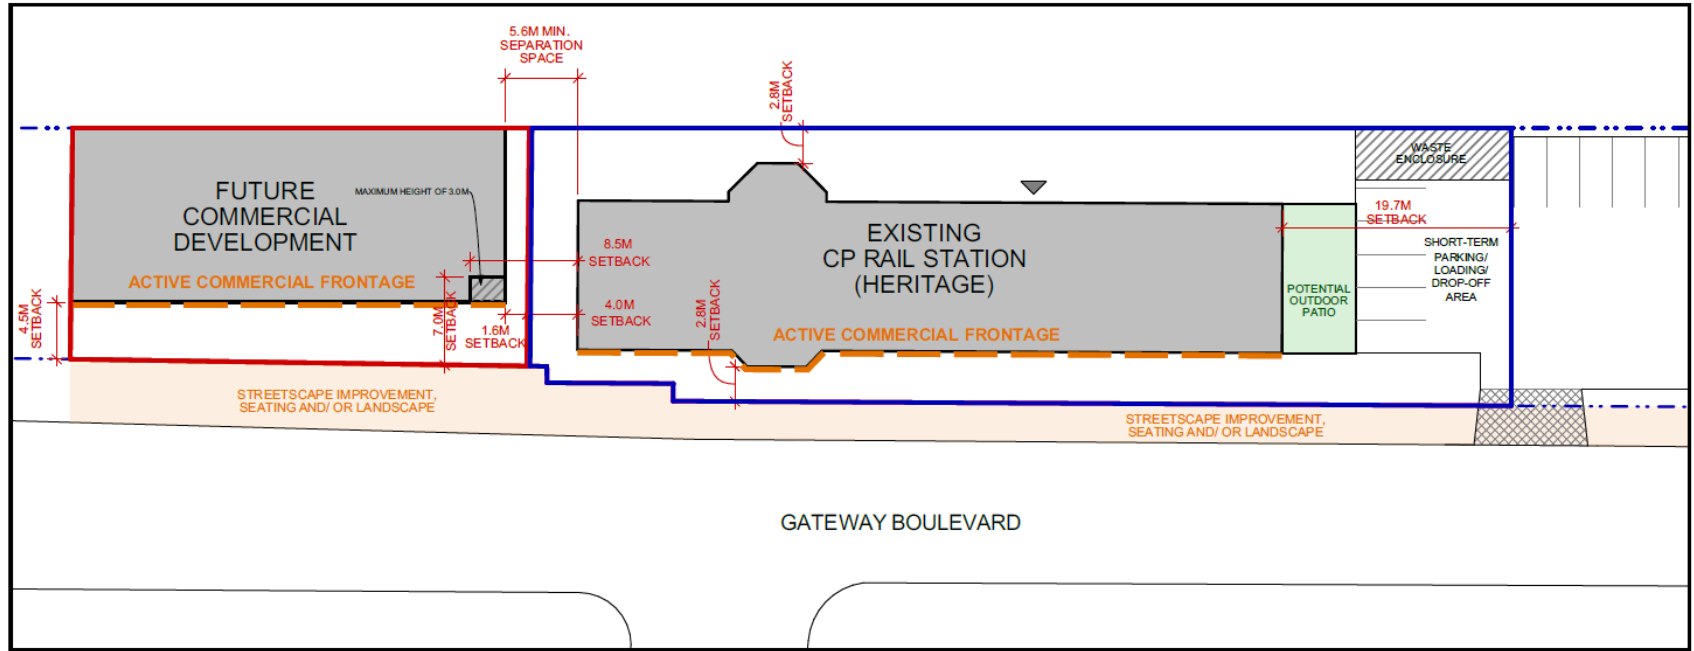 5.6M MIN.
SEPARATION
SPACE
2.8M
SETBACK
WASTE
ENCLOSURE
FUTURE
COMMERCIAL
DEVELOPMENT
MAXIMUM HEIGHT OF 3.0M
ACTIVE COMMERCIAL FRONTAGE
4.5M
SETBACK
7.0M
SETBACK
1.6M
SETBACK
8.5M
SETBACK
4.0M
SETBACK
2.8M
SETBACK
EXISTING
CP RAIL STATION
(HERITAGE)
ACTIVE COMMERCIAL FRONTAGE
19.7M
SETBACK
POTENTIAL
OUTDOOR
PATIO
SHORT-TERM
PARKING/
LOADING/
DROP-OFF
AREA
STREETSCAPE IMPROVEMENT,
SEATING AND/ OR LANDSCAPE
STREETSCAPE IMPROVEMENT,
SEATING AND/ OR LANDSCAPE
GATEWAY BOULEVARD